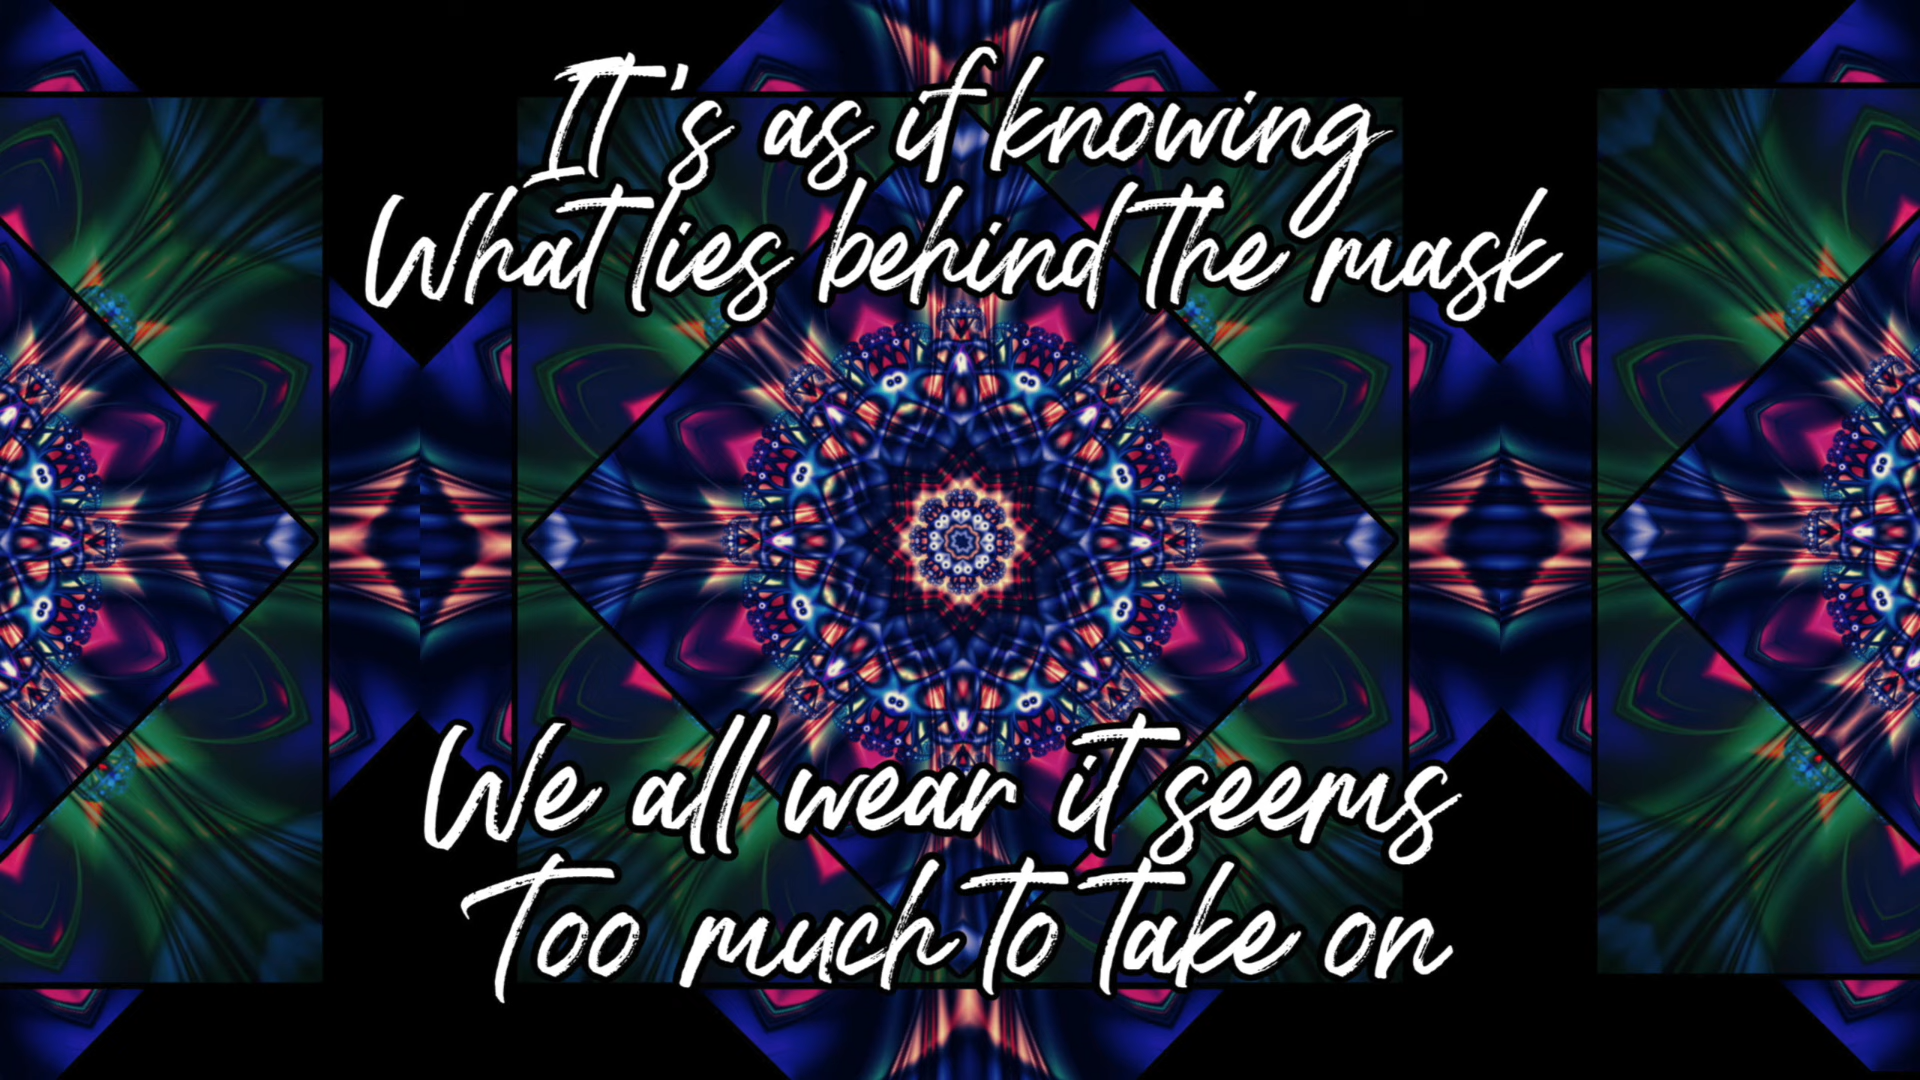 It's as if knowing
What lies behind the mask
We all wear it seems
Too much to take on